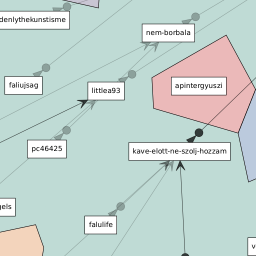 denlythekunstisme
nem-borbala
faliujsag
littlea93
apintergyuszi
pc46425
kave-elott-ne-szolj-hozzam
gels
falulife
v